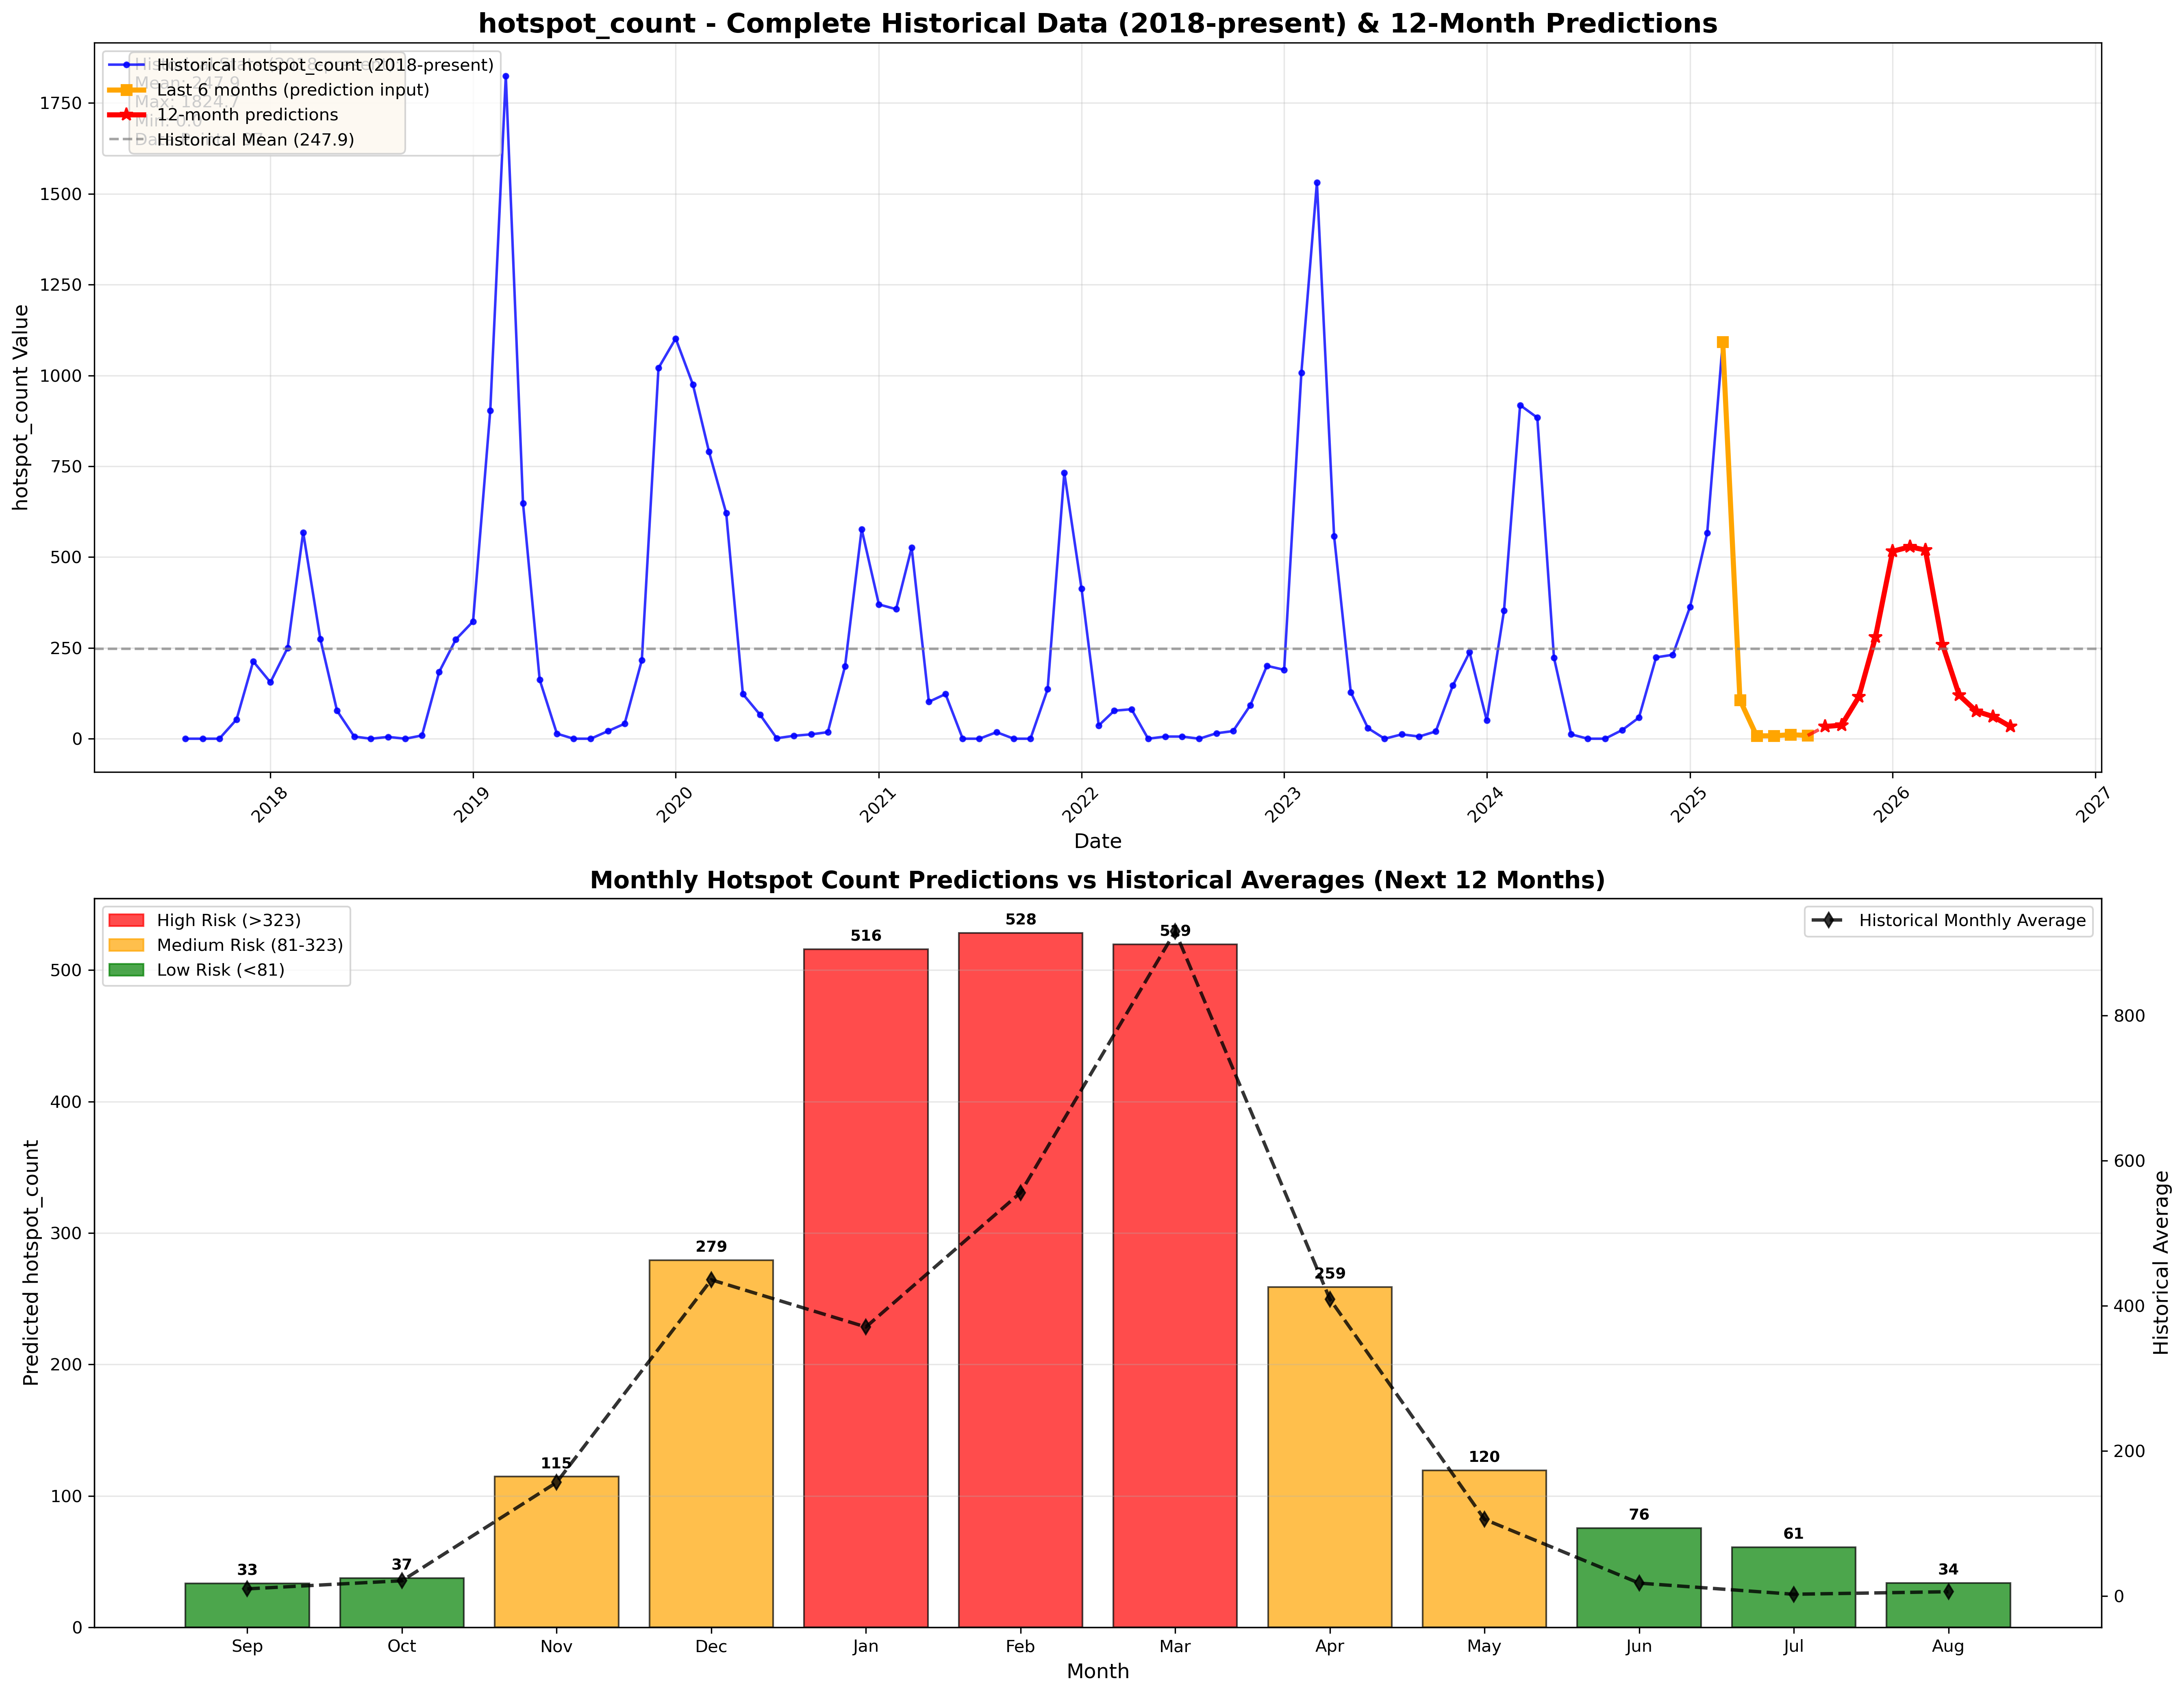 hotspot_count - Complete Historical Data (2018-present) & 12-Month Predictions
Historical hotspot_count (2018-present)
Last 6 months (prediction input)
12-month predictions
Historical Mean (247.9)
Mean: 247.9
Max: 1824.7
Min: 0.0
hotspot_count Value
1750
1500
1250
1000
750
500
250
0
2018
2019
2020
2021
2022
2023
2024
2025
2026
2027
Date
Monthly Hotspot Count Predictions vs Historical Averages (Next 12 Months)
High Risk (>323)
Medium Risk (81-323)
Low Risk (<81)
Historical Monthly Average
Predicted hotspot_count
500
400
300
200
100
0
33
37
115
279
516
528
519
259
120
76
61
34
800
600
400
200
0
Historical Average
Sep
Oct
Nov
Dec
Jan
Feb
Mar
Apr
May
Jun
Jul
Aug
Month